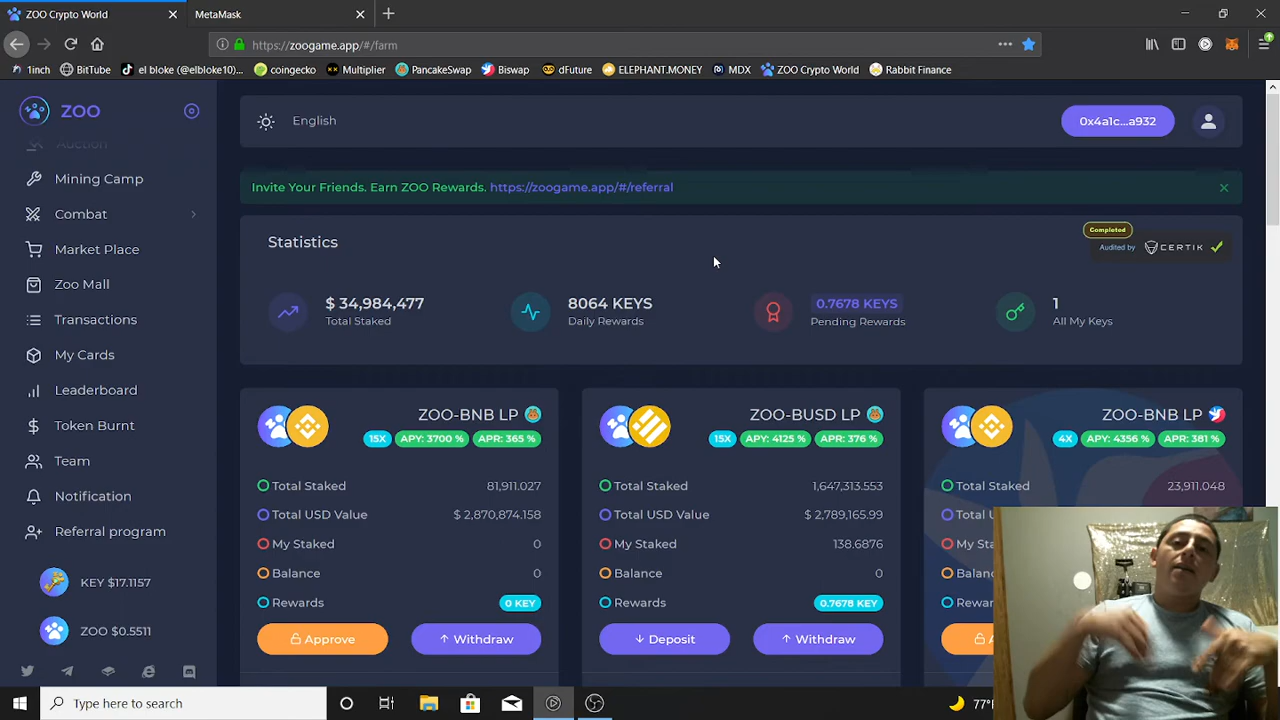 ZOO Crypto World
MetaMask
https://zoogame.app/#/farm
1inch
BitTube
el bloke (@elbloke10)...
coingecko
Multiplier
PancakeSwap
Biswap
dFuture
ELEPHANT.MONEY
MDX
ZOO Crypto World
Rabbit Finance
ZOO
Auction
Mining Camp
Combat
Market Place
Zoo Mall
Transactions
My Cards
Leaderboard
Token Burnt
Team
Notification
Referral program
KEY $17.1157
ZOO $0.5511
English
0x4a1c...a932
Invite Your Friends. Earn ZOO Rewards. https://zoogame.app/#/referral
Statistics
Completed
Audited by CERTIK
$ 34,984,477
Total Staked
8064 KEYS
Daily Rewards
0.7678 KEYS
Pending Rewards
1
All My Keys
ZOO-BNB LP
15X APY: 3700 % APR: 365 %
Total Staked 81,911.027
Total USD Value $ 2,870,874.158
My Staked 0
Balance 0
Rewards 0 KEY
Approve
Withdraw
ZOO-BUSD LP
15X APY: 4125 % APR: 376 %
Total Staked 1,647,313.553
Total USD Value $ 2,789,165.99
My Staked 138.6876
Balance 0
Rewards 0.7678 KEY
Deposit
Withdraw
ZOO-BNB LP
4X APY: 4356 % APR: 381 %
Total Staked 23,911.048
Total USD
My S
Balan
Rewar
Type here to search
77°F